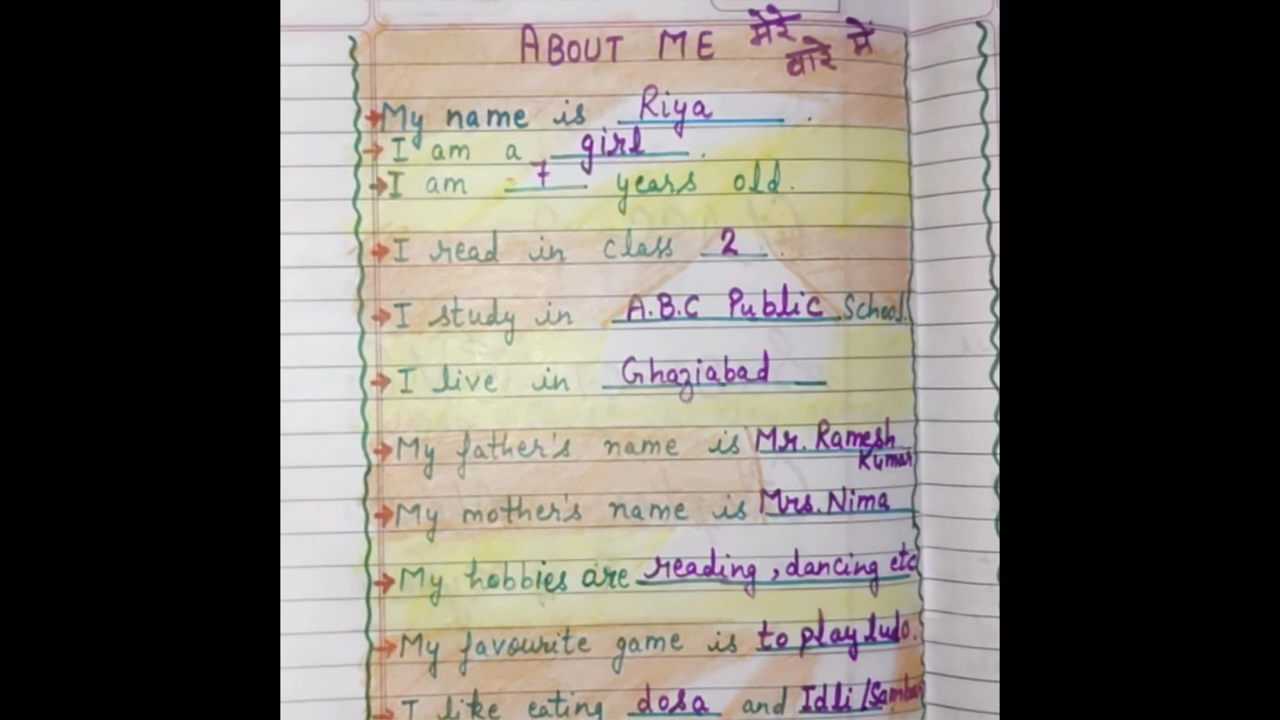 ABOUT ME मेरे बारे में
My name is Riya .
I am a girl .
I am 7 years old.
I read in class 2 .
I study in A.B.C Public School.
I live in Ghaziabad
My father's name is Mr. Ramesh Kumar
My mother's name is Mrs. Nima
My hobbies are reading, dancing etc
My favourite game is to play ludo.
I like eating dosa and Idli/Sambar